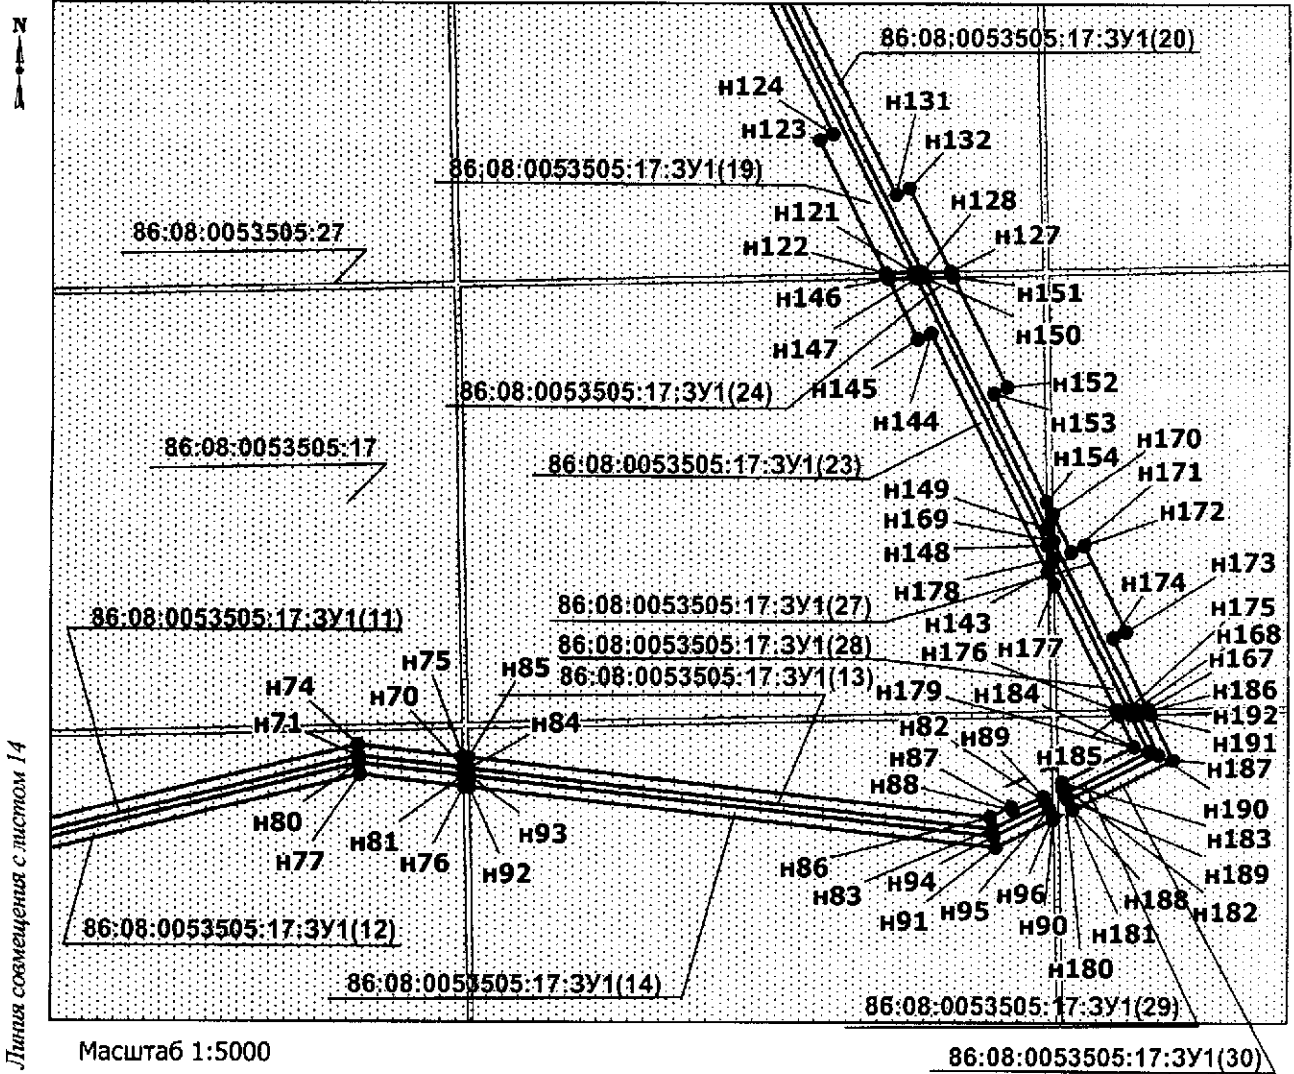 N
86:08:0053505:17:ЗУ1(20)
н124
н131
н123
н132
86:08:0053505:17:ЗУ1(19)
н121
н128
86:08:0053505:27
н122
н127
н146
н151
н147
н150
86:08:0053505:17:ЗУ1(24)
н145
н152
н144
н153
86:08:0053505:17
н170
н154
86:08:0053505:17:ЗУ1(23)
н171
н149
н169
н172
н148
н178
н173
н174
86:08:0053505:17:ЗУ1(27)
н175
86:08:0053505:17:ЗУ1(11)
н143
н168
86:08:0053505:17:ЗУ1(28)
н176
н177
н167
н75
н85
86:08:0053505:17:ЗУ1(13)
н74
н70
н179
н184
н186
н71
н84
н82
н192
н89
н191
н87
н185
н187
н88
н190
н80
н81
н93
н183
н77
н76
н92
н86
н94
н189
н83
н96
н188
н91
н95
н182
86:08:0053505:17:ЗУ1(12)
н90
н181
н180
86:08:0053505:17:ЗУ1(14)
86:08:0053505:17:ЗУ1(29)
Линия совмещения с листом 14
Масштаб 1:5000
86:08:0053505:17:ЗУ1(30)